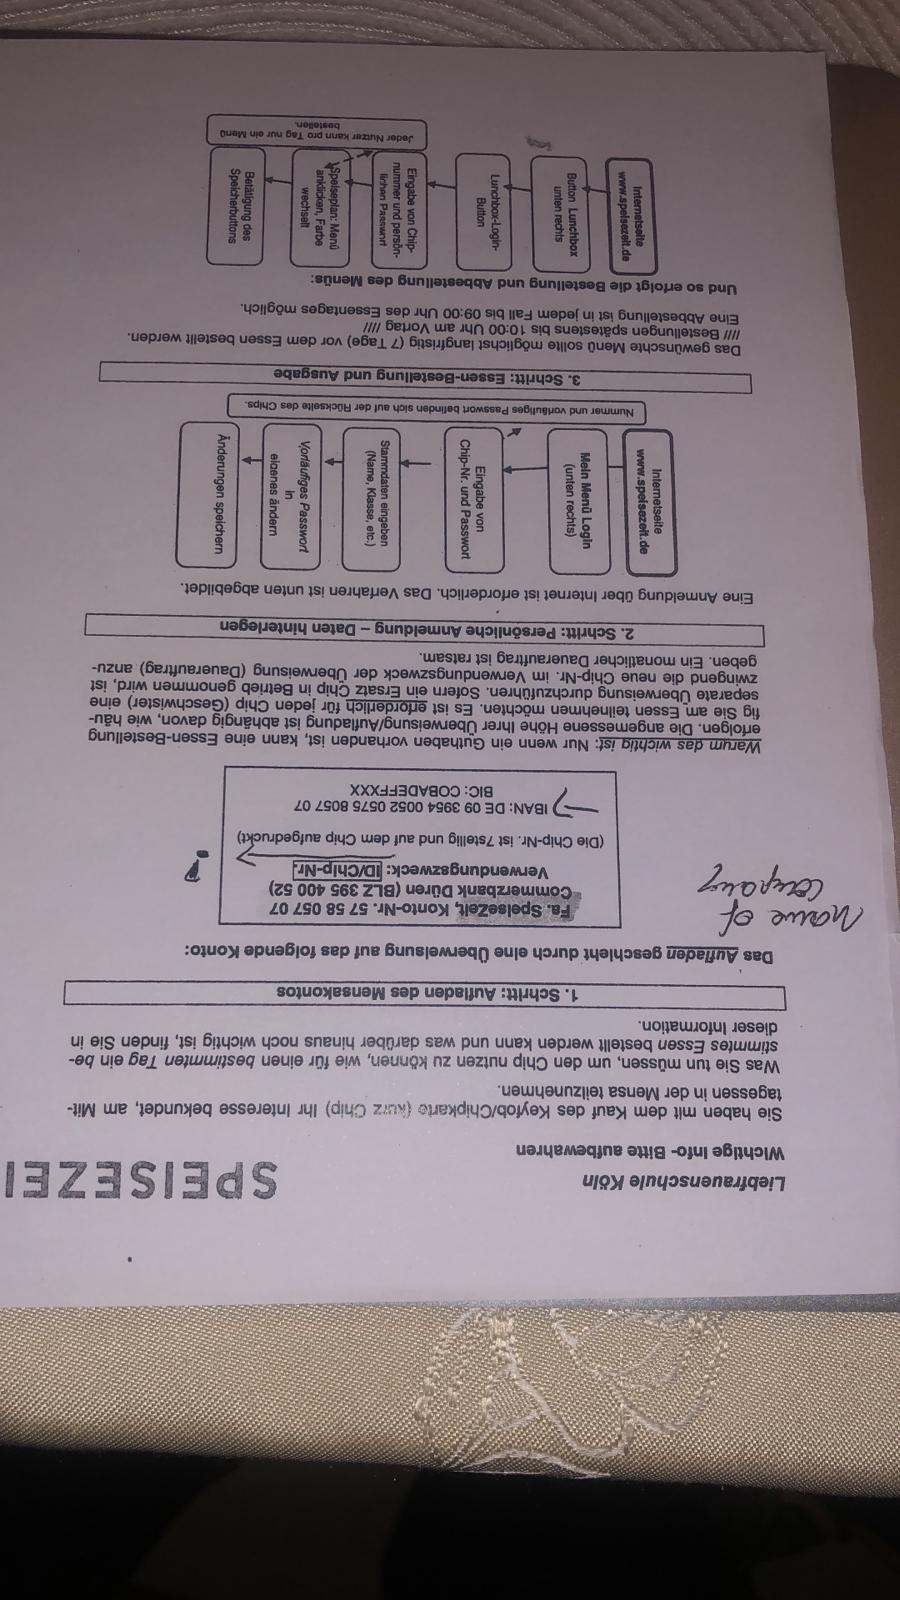 SPEISEZEI
Liebfrauenschule Köln
Wichtige Info- Bitte aufbewahren
Sie haben mit dem Kauf des Keyfob/Chipkarte (kurz Chip) Ihr Interesse bekundet, am Mit-
tagessen in der Mensa teilzunehmen.
Was Sie tun müssen, um den Chip nutzen zu können, wie für einen bestimmten Tag ein be-
stimmtes Essen bestellt werden kann und was darüber hinaus noch wichtig ist, finden Sie in
dieser Information.
1. Schritt: Aufladen des Mensakontos
Das Aufladen geschieht durch eine Überweisung auf das folgende Konto:
Name of
company
Fa. SpeiseZeit, Konto-Nr. 57 58 057 07
Commerzbank Düren (BLZ 395 400 52)
Verwendungszweck: ID/Chip-Nr.
!
(Die Chip-Nr. ist 7stellig und auf dem Chip aufgedruckt)
IBAN: DE 09 3954 0052 0575 8057 07
BIC: COBADEFFXXX
Warum das wichtig ist: Nur wenn ein Guthaben vorhanden ist, kann eine Essen-Bestellung
erfolgen. Die angemessene Höhe Ihrer Überweisung/Aufladung ist abhängig davon, wie häu-
fig Sie am Essen teilnehmen möchten. Es ist erforderlich für jeden Chip (Geschwister) eine
separate Überweisung durchzuführen. Sofern ein Ersatz Chip in Betrieb genommen wird, ist
zwingend die neue Chip-Nr. im Verwendungszweck der Überweisung (Dauerauftrag) anzu-
geben. Ein monatlicher Dauerauftrag ist ratsam.
2. Schritt: Persönliche Anmeldung – Daten hinterlegen
Eine Anmeldung über Internet ist erforderlich. Das Verfahren ist unten abgebildet.
Internetseite
www.speisezeit.de
Mein Menü Login
(unten rechts)
Eingabe von
Chip-Nr. und Passwort
Stammdaten eingeben
(Name, Klasse, etc.)
Vorläufiges Passwort
in
eigenes ändern
Änderungen speichern
Nummer und vorläufiges Passwort befinden sich auf der Rückseite des Chips.
3. Schritt: Essen-Bestellung und Ausgabe
Das gewünschte Menü sollte möglichst langfristig (7 Tage) vor dem Essen bestellt werden.
//// Bestellungen spätestens bis 10:00 Uhr am Vortag ////
Eine Abbestellung ist in jedem Fall bis 09:00 Uhr des Essentages möglich.
Und so erfolgt die Bestellung und Abbestellung des Menüs:
Internetseite
www.speisezeit.de
Button Lunchbox
unten rechts
Lunchbox-Login-
Button
Eingabe von Chip-
nummer und persön-
lichen Passwort
Speiseplan: Menü
anklicken, Farbe
wechselt
Betätigung des
Speicherbuttons
Jeder Nutzer kann pro Tag nur ein Menü
bestellen.